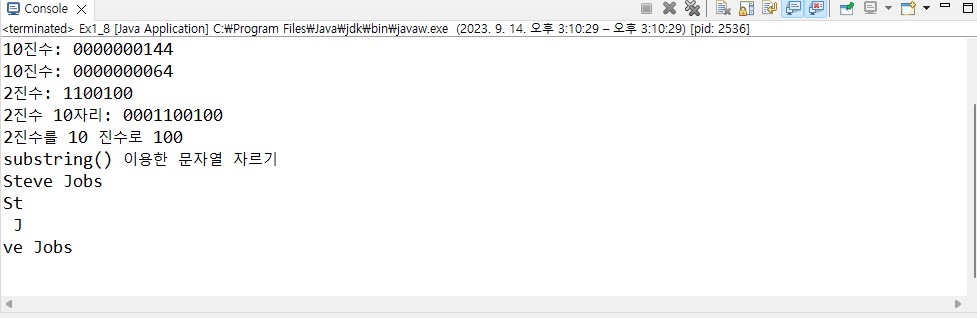 Console
<terminated> Ex1_8 [Java Application] C:₩Program Files₩Java₩jdk₩bin₩javaw.exe (2023. 9. 14. 오후 3:10:29 – 오후 3:10:29) [pid: 2536]
10진수: 0000000144
10진수: 0000000064
2진수: 1100100
2진수 10자리: 0001100100
2진수를 10 진수로 100
substring() 이용한 문자열 자르기
Steve Jobs
St
 J
ve Jobs